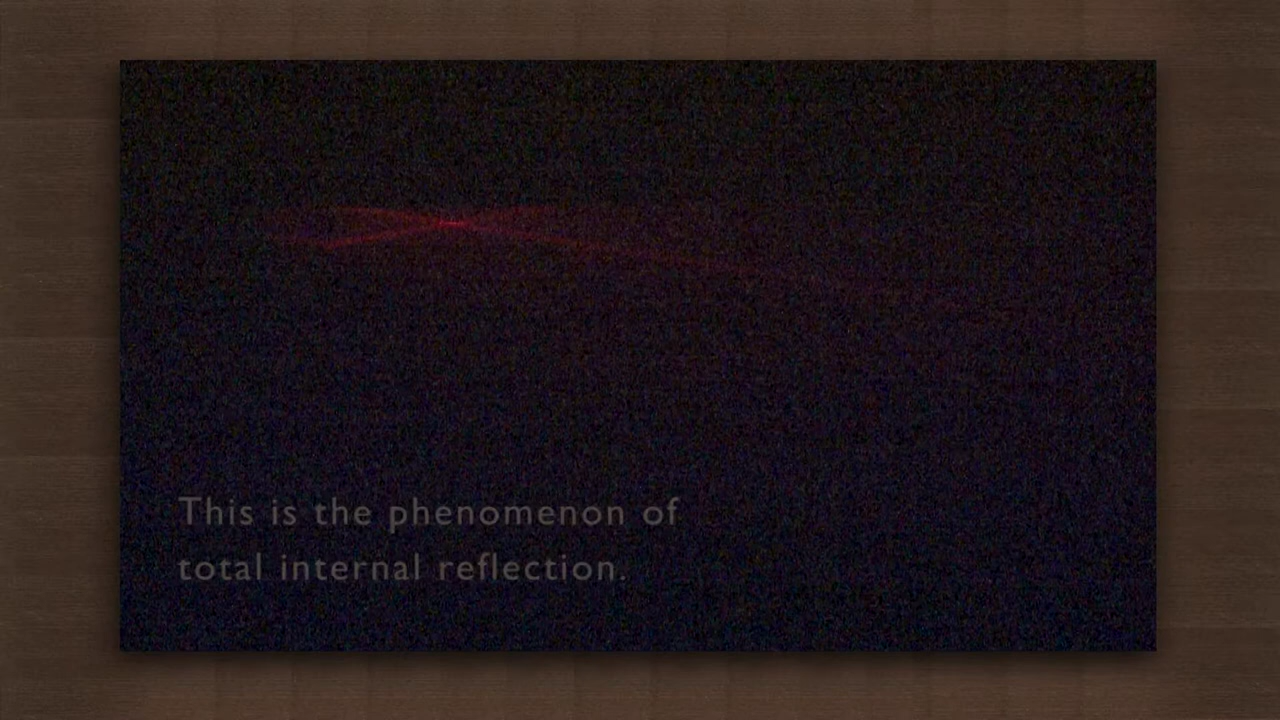 This is the phenomenon of
total internal reflection.